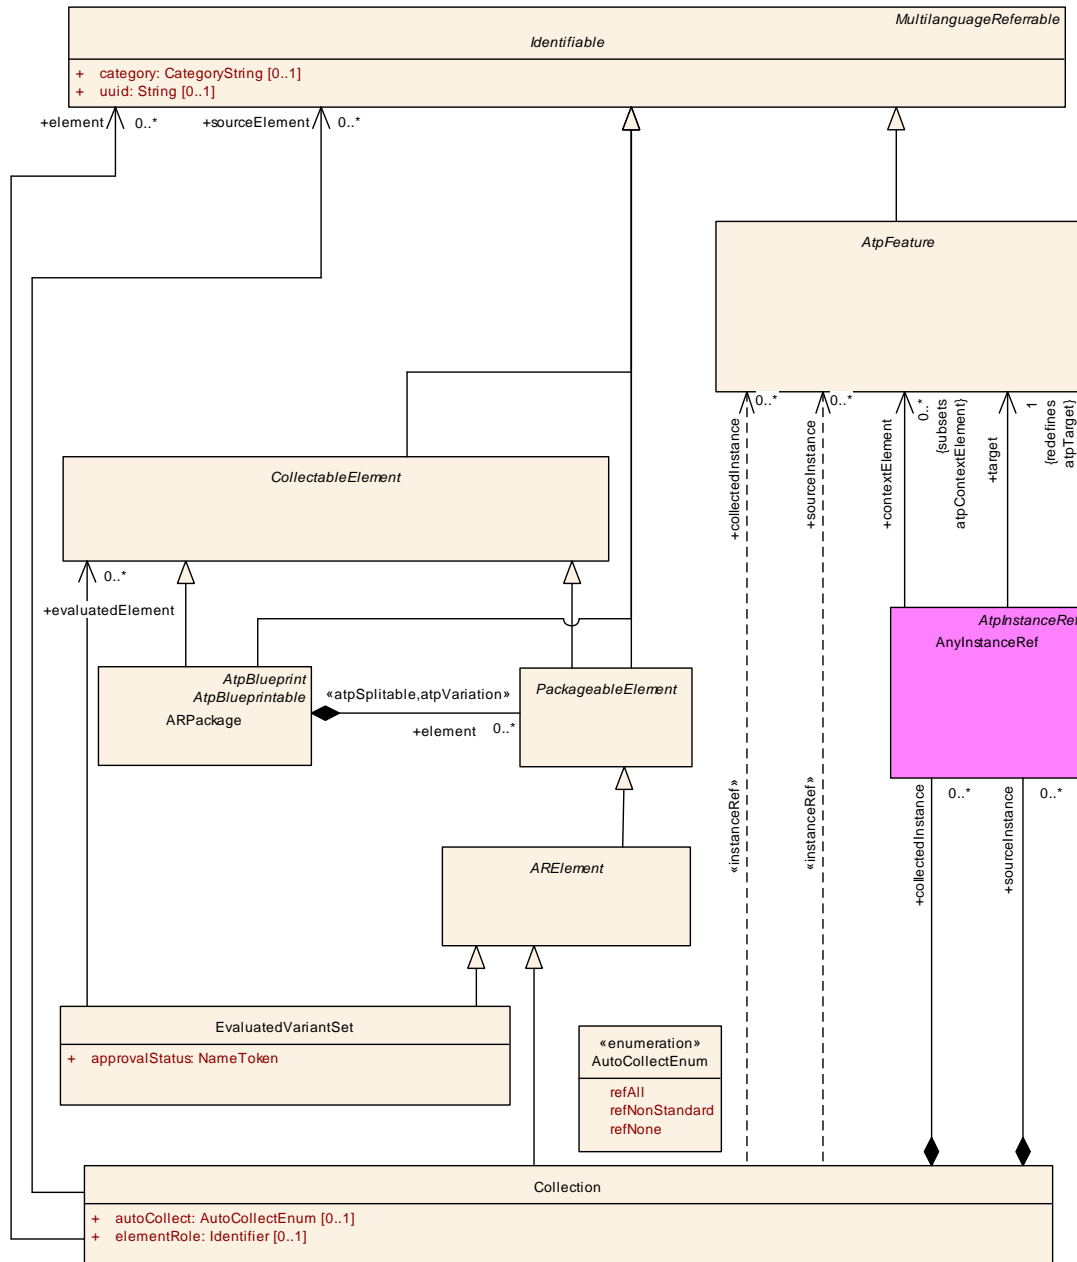 MultilanguageReferrable
Identifiable
+ category: CategoryString [0..1]
+ uuid: String [0..1]
+element 0..*
+sourceElement 0..*
AtpFeature
0..*
0..*
+collectedInstance
+sourceInstance
+contextElement
0..*
{subsets
atpContextElement}
+target
1
{redefines
atpTarget}
CollectableElement
0..*
+evaluatedElement
AtpInstanceRef
AnyInstanceRef
AtpBlueprint
AtpBlueprintable
ARPackage
«atpSplitable,atpVariation»
+element 0..*
PackageableElement
«instanceRef»
«instanceRef»
+collectedInstance
0..*
+sourceInstance
0..*
ARElement
EvaluatedVariantSet
+ approvalStatus: NameToken
«enumeration»
AutoCollectEnum
refAll
refNonStandard
refNone
Collection
+ autoCollect: AutoCollectEnum [0..1]
+ elementRole: Identifier [0..1]